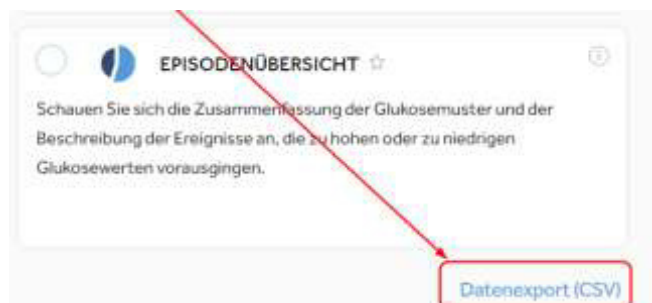 EPISODENÜBERSICHT
Schauen Sie sich die Zusammenfassung der Glukosemuster und der
Beschreibung der Ereignisse an, die zu hohen oder zu niedrigen
Glukosewerten vorausgingen.
Datenexport (CSV)